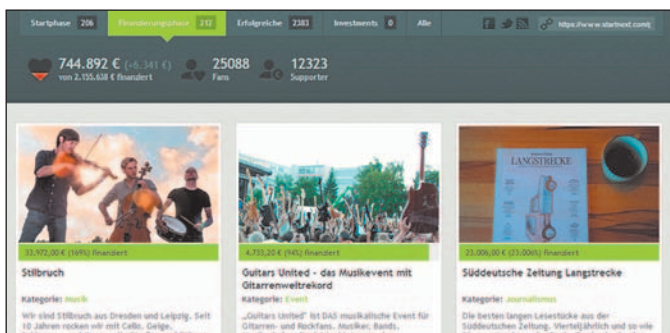 Startphase 206 Finanzierungsphase 212 Erfolgreiche 2383 Investments 0 Alle https://www.startnext.com/
744.892 € (+6.341 €) 25088 12323
von 2.155.638 € finanziert Fans Supporter
LANGSTRECKE
33.972,00 € (169%) finanziert
4.733,20 € (94%) finanziert
23.006,00 € (23.006%) finanziert
Stilbruch
Kategorie: Musik
Wir sind Stilbruch aus Dresden und Leipzig. Seit
10 Jahren rocken wir mit Cello, Geige,
Guitars United - das Musikevent mit
Gitarrenweltrekord
Kategorie: Event
„Guitars United" ist DAS musikalische Event für
Gitarren- und Rockfans. Musiker, Bands,
Süddeutsche Zeitung Langstrecke
Kategorie: Journalismus
Die besten langen Lesestücke aus der
Süddeutschen Zeitung. Vierteljährlich und so wie